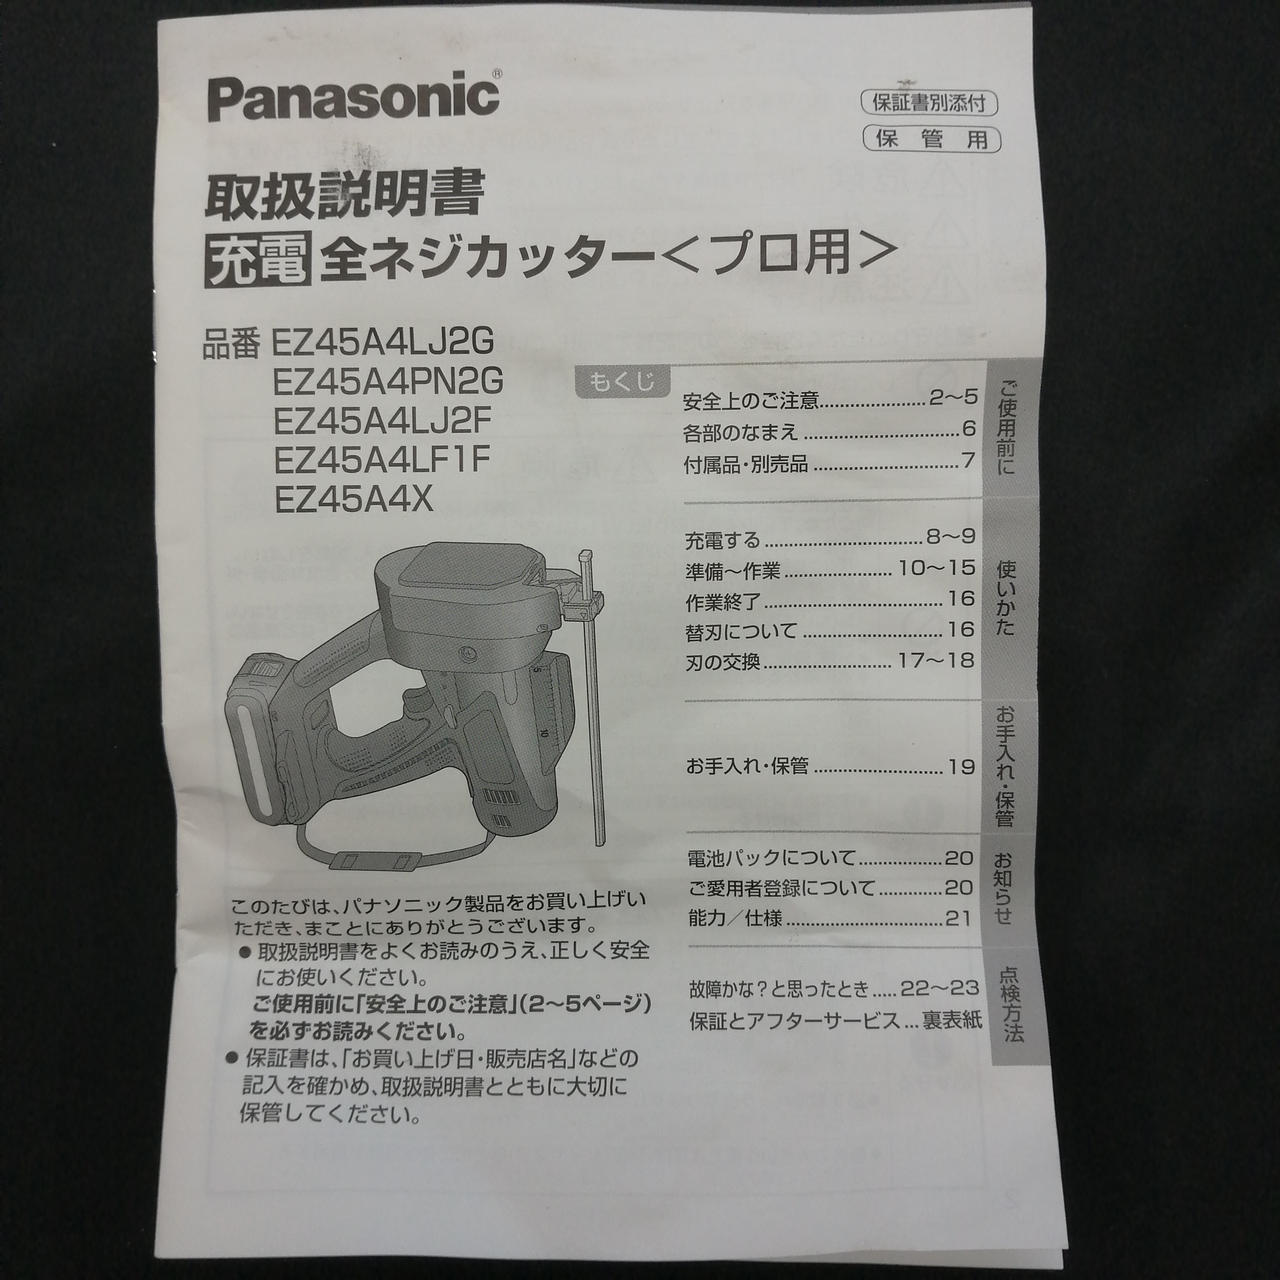 Panasonic®
保証書別添付
保管用
取扱説明書
充電全ネジカッター＜プロ用＞
品番 EZ45A4LJ2G
EZ45A4PN2G
EZ45A4LJ2F
EZ45A4LF1F
EZ45A4X
もくじ
ご使用前に
安全上のご注意....................2～5
各部のなまえ.............................6
付属品・別売品...........................7
使いかた
充電する.............................8～9
準備～作業....................10～15
作業終了.................................16
替刃について..........................16
刃の交換........................17～18
お手入れ・保管
お手入れ・保管........................19
お知らせ
電池パックについて................20
ご愛用者登録について............20
能力／仕様.............................21
点検方法
故障かな？と思ったとき.....22～23
保証とアフターサービス...裏表紙
5
10
このたびは、パナソニック製品をお買い上げい
ただき、まことにありがとうございます。
● 取扱説明書をよくお読みのうえ、正しく安全
にお使いください。
ご使用前に「安全上のご注意」（2～5ページ）
を必ずお読みください。
● 保証書は、「お買い上げ日・販売店名」などの
記入を確かめ、取扱説明書とともに大切に
保管してください。